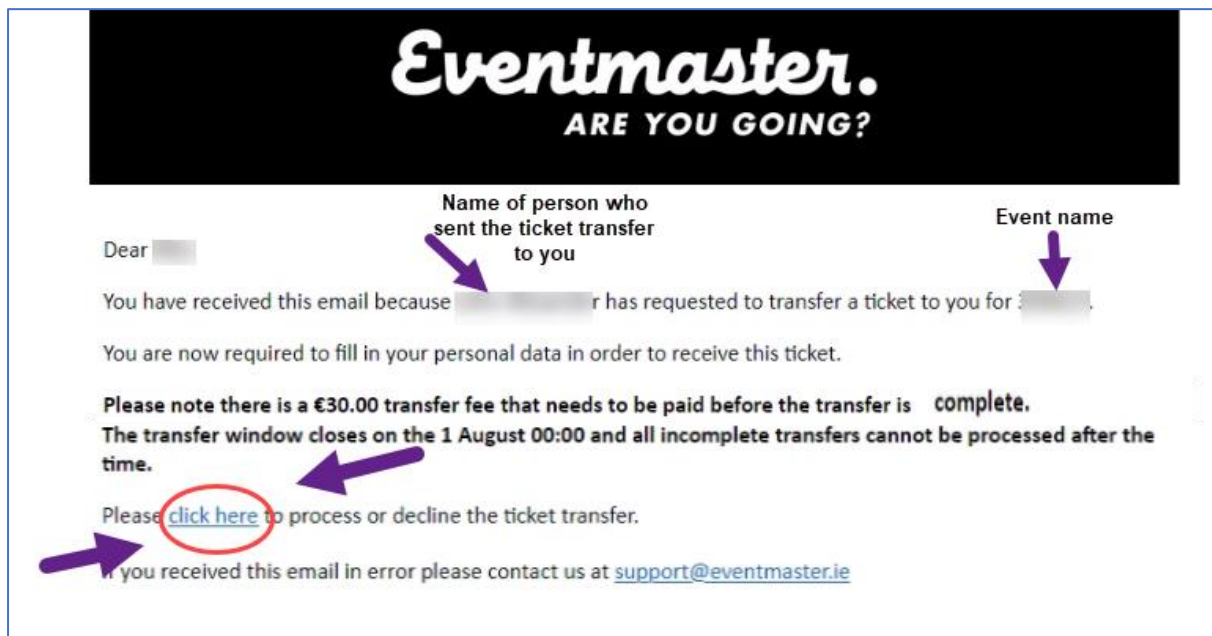 Eventmaster.
ARE YOU GOING?
Name of person who
sent the ticket transfer
to you
Event name
Dear
You have received this email because r has requested to transfer a ticket to you for .
You are now required to fill in your personal data in order to receive this ticket.
Please note there is a €30.00 transfer fee that needs to be paid before the transfer is complete.
The transfer window closes on the 1 August 00:00 and all incomplete transfers cannot be processed after the
time.
Please click here to process or decline the ticket transfer.
you received this email in error please contact us at support@eventmaster.ie